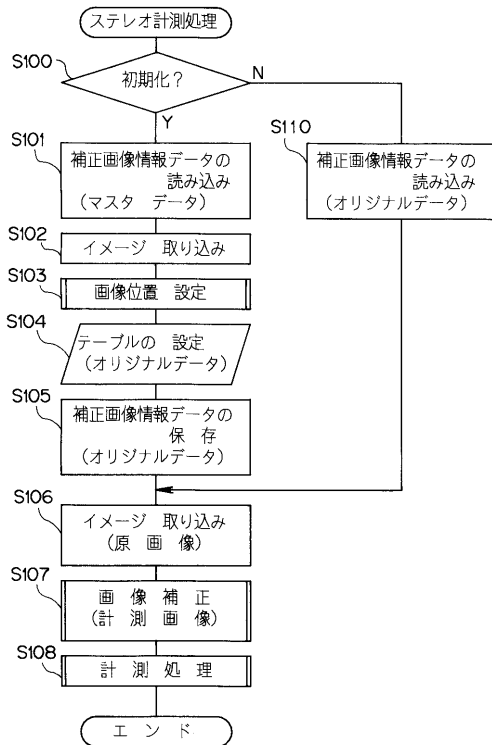 ステレオ計測処理
S100
初期化？
N
Y
S101
補正画像情報データの
読み込み
(マスタ データ)
S110
補正画像情報データの
読み込み
(オリジナルデータ)
S102
イメージ 取り込み
S103
画像位置 設定
S104
テーブルの 設定
(オリジナルデータ)
S105
補正画像情報データの
保 存
(オリジナルデータ)
S106
イメージ 取り込み
(原 画 像)
S107
画 像 補 正
(計 測 画 像)
S108
計 測 処 理
エ ン ド